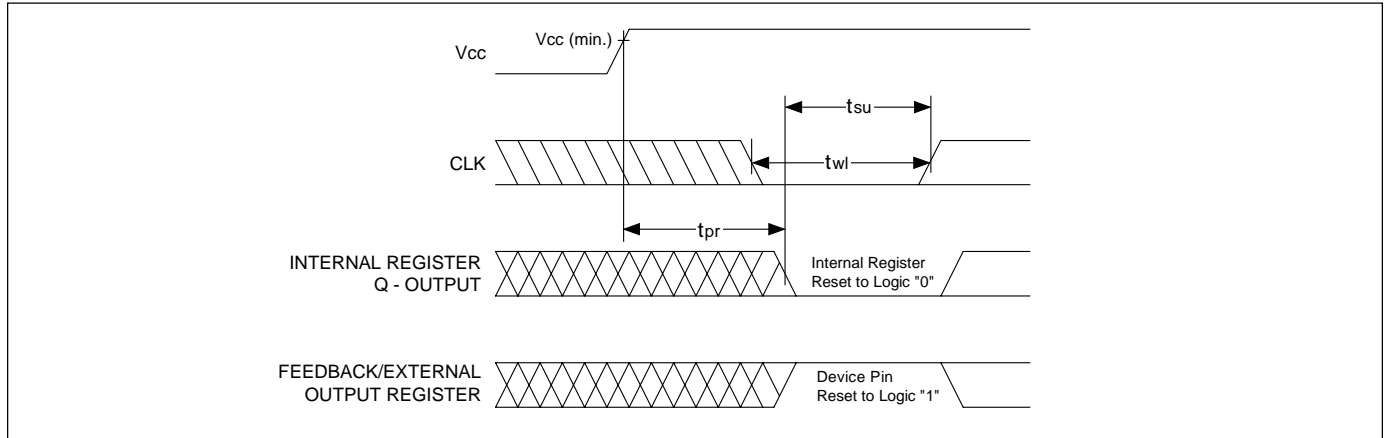 Vcc
Vcc (min.)
tsu
CLK
twl
tpr
INTERNAL REGISTER
Q - OUTPUT
Internal Register
Reset to Logic "0"
FEEDBACK/EXTERNAL
OUTPUT REGISTER
Device Pin
Reset to Logic "1"